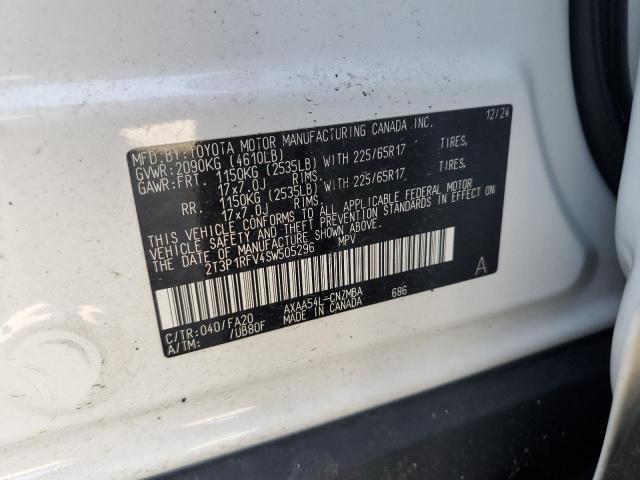 MFD. BY: TOYOTA MOTOR MANUFACTURING CANADA INC. 12/24
GVWR: 2090KG (4610LB)
GAWR: FRT. 1150KG (2535LB) WITH 225/65R17 TIRES,
17x7.0J RIMS.
RR. 1150KG (2535LB) WITH 225/65R17 TIRES,
17x7.0J RIMS.
THIS VEHICLE CONFORMS TO ALL APPLICABLE FEDERAL MOTOR
VEHICLE SAFETY AND THEFT PREVENTION STANDARDS IN EFFECT ON
THE DATE OF MANUFACTURE SHOWN ABOVE.
2T3P1RFV4SW505296 MPV
A
C/TR: 040/FA20 AXAA54L-CNZMBA 686
A/TM: /UB80F MADE IN CANADA